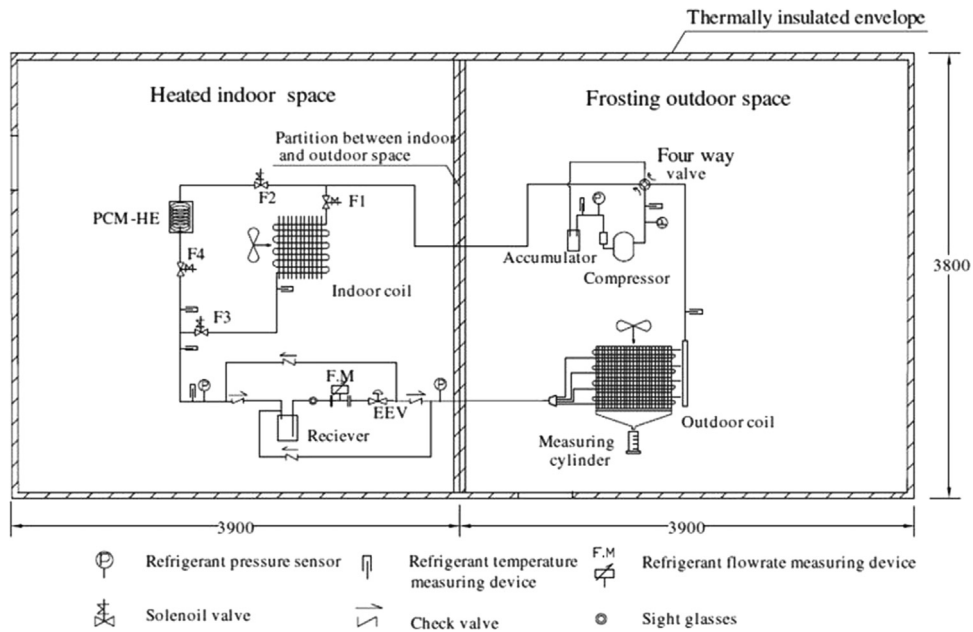 Thermally insulated envelope
Heated indoor space
Frosting outdoor space
Partition between indoor
and outdoor space
Four way
valve
F2
F1
PCM-HE
F4
Accumulator
Compressor
Indoor coil
3800
F3
F.M
EEV
Reciever
Outdoor coil
Measuring
cylinder
3900
3900
P
Refrigerant pressure sensor
Refrigerant temperature
measuring device
F.M
Refrigerant flowrate measuring device
Solenoil valve
Check valve
Sight glasses